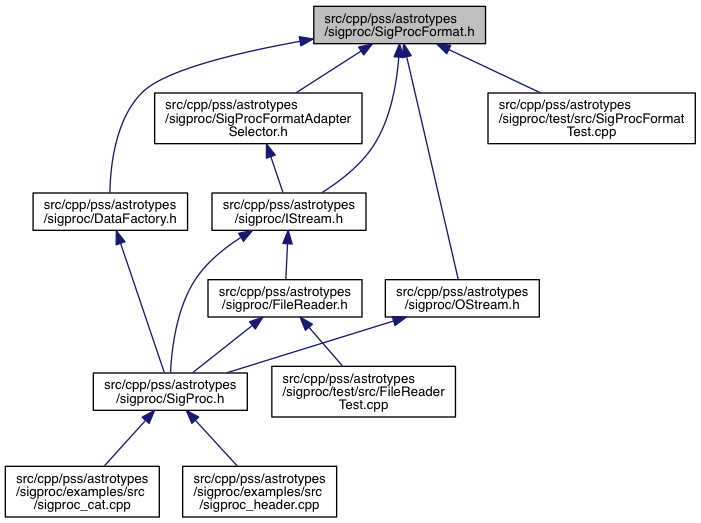 src/cpp/pss/astrotypes
/sigproc/SigProcFormat.h
src/cpp/pss/astrotypes
/sigproc/SigProcFormatAdapter
Selector.h
src/cpp/pss/astrotypes
/sigproc/test/src/SigProcFormat
Test.cpp
src/cpp/pss/astrotypes
/sigproc/DataFactory.h
src/cpp/pss/astrotypes
/sigproc/IStream.h
src/cpp/pss/astrotypes
/sigproc/FileReader.h
src/cpp/pss/astrotypes
/sigproc/OStream.h
src/cpp/pss/astrotypes
/sigproc/SigProc.h
src/cpp/pss/astrotypes
/sigproc/test/src/FileReader
Test.cpp
src/cpp/pss/astrotypes
/sigproc/examples/src
/sigproc_cat.cpp
src/cpp/pss/astrotypes
/sigproc/examples/src
/sigproc_header.cpp